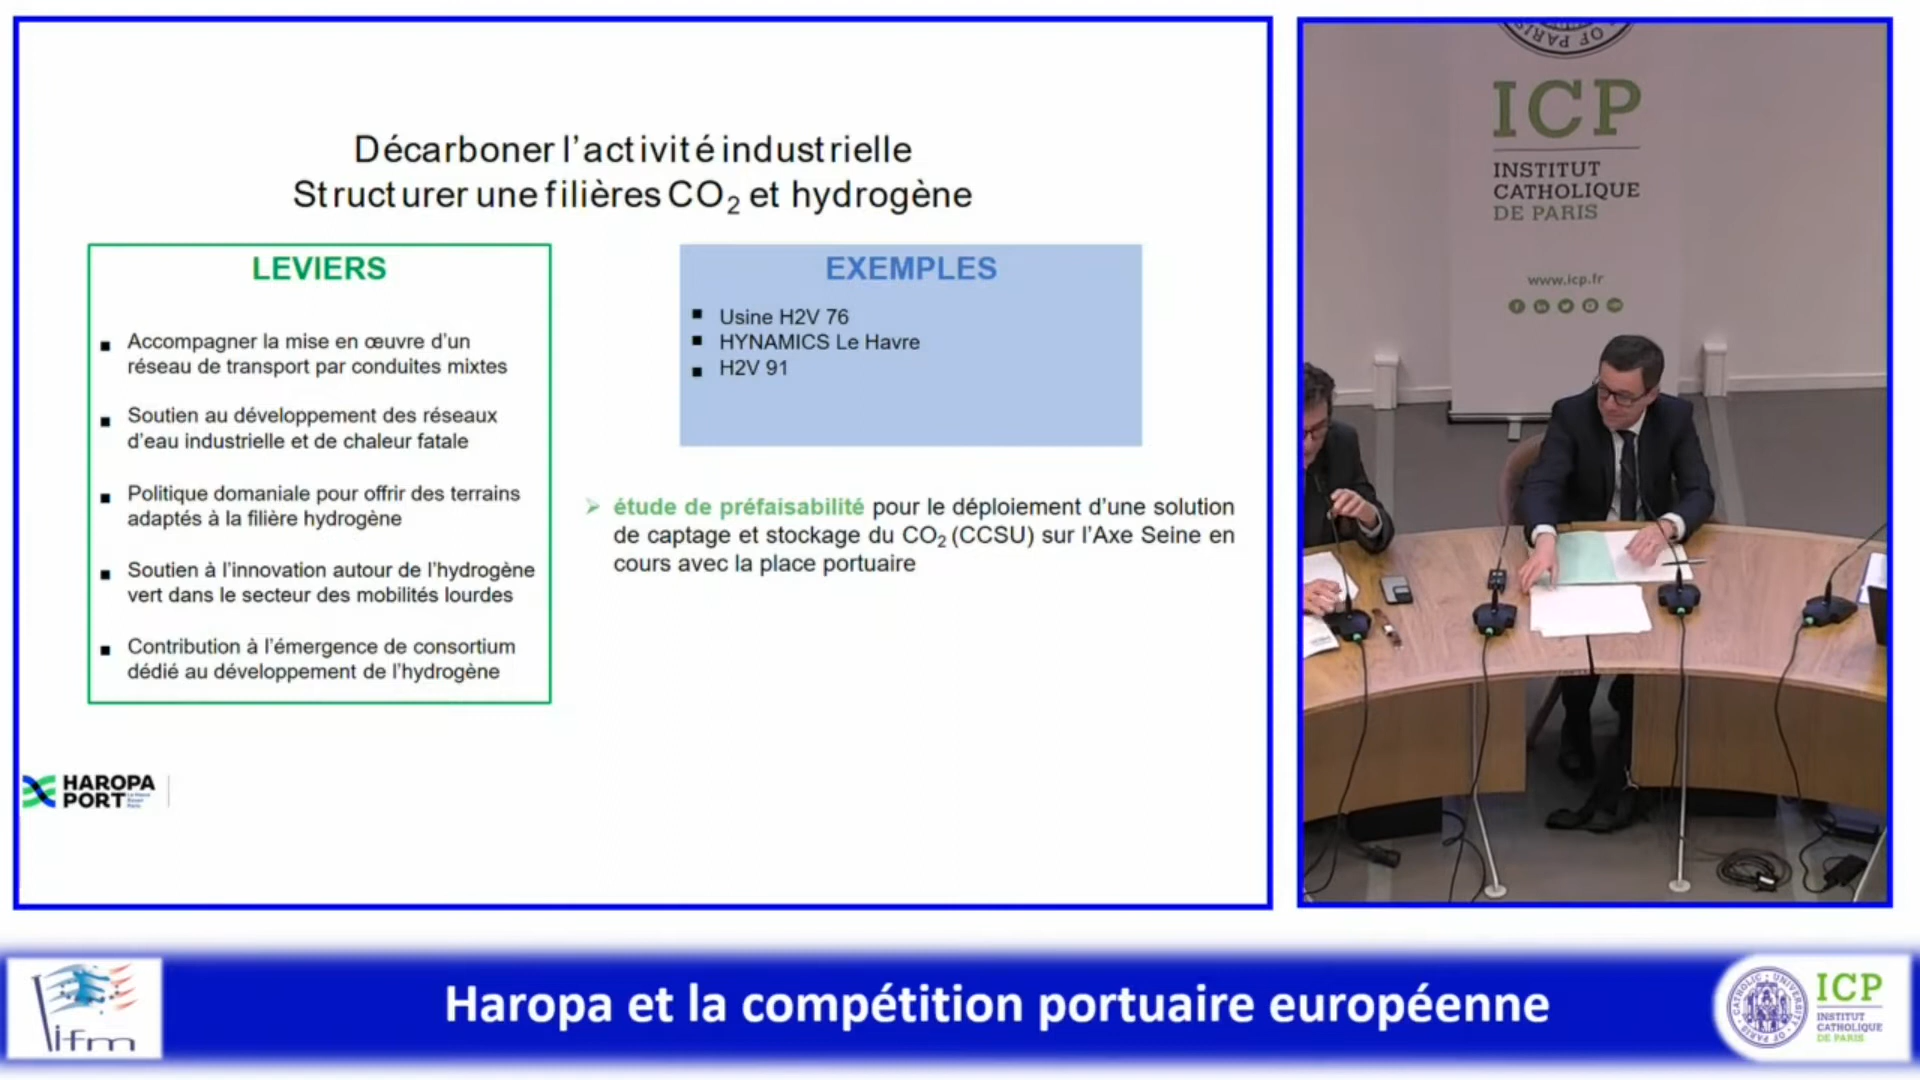 Décarboner l'activité industrielle
Structurer une filières CO₂ et hydrogène
LEVIERS
▪ Accompagner la mise en œuvre d'un
réseau de transport par conduites mixtes
▪ Soutien au développement des réseaux
d'eau industrielle et de chaleur fatale
▪ Politique domaniale pour offrir des terrains
adaptés à la filière hydrogène
▪ Soutien à l'innovation autour de l'hydrogène
vert dans le secteur des mobilités lourdes
▪ Contribution à l'émergence de consortium
dédié au développement de l'hydrogène
EXEMPLES
▪ Usine H2V 76
▪ HYNAMICS Le Havre
▪ H2V 91
➢ étude de préfaisabilité pour le déploiement d'une solution
de captage et stockage du CO₂ (CCSU) sur l'Axe Seine en
cours avec la place portuaire
HAROPA
PORT
OF PARIS
ICP
INSTITUT
CATHOLIQUE
DE PARIS
www.icp.fr
ifm
Haropa et la compétition portuaire européenne
ICP
INSTITUT
CATHOLIQUE
DE PARIS